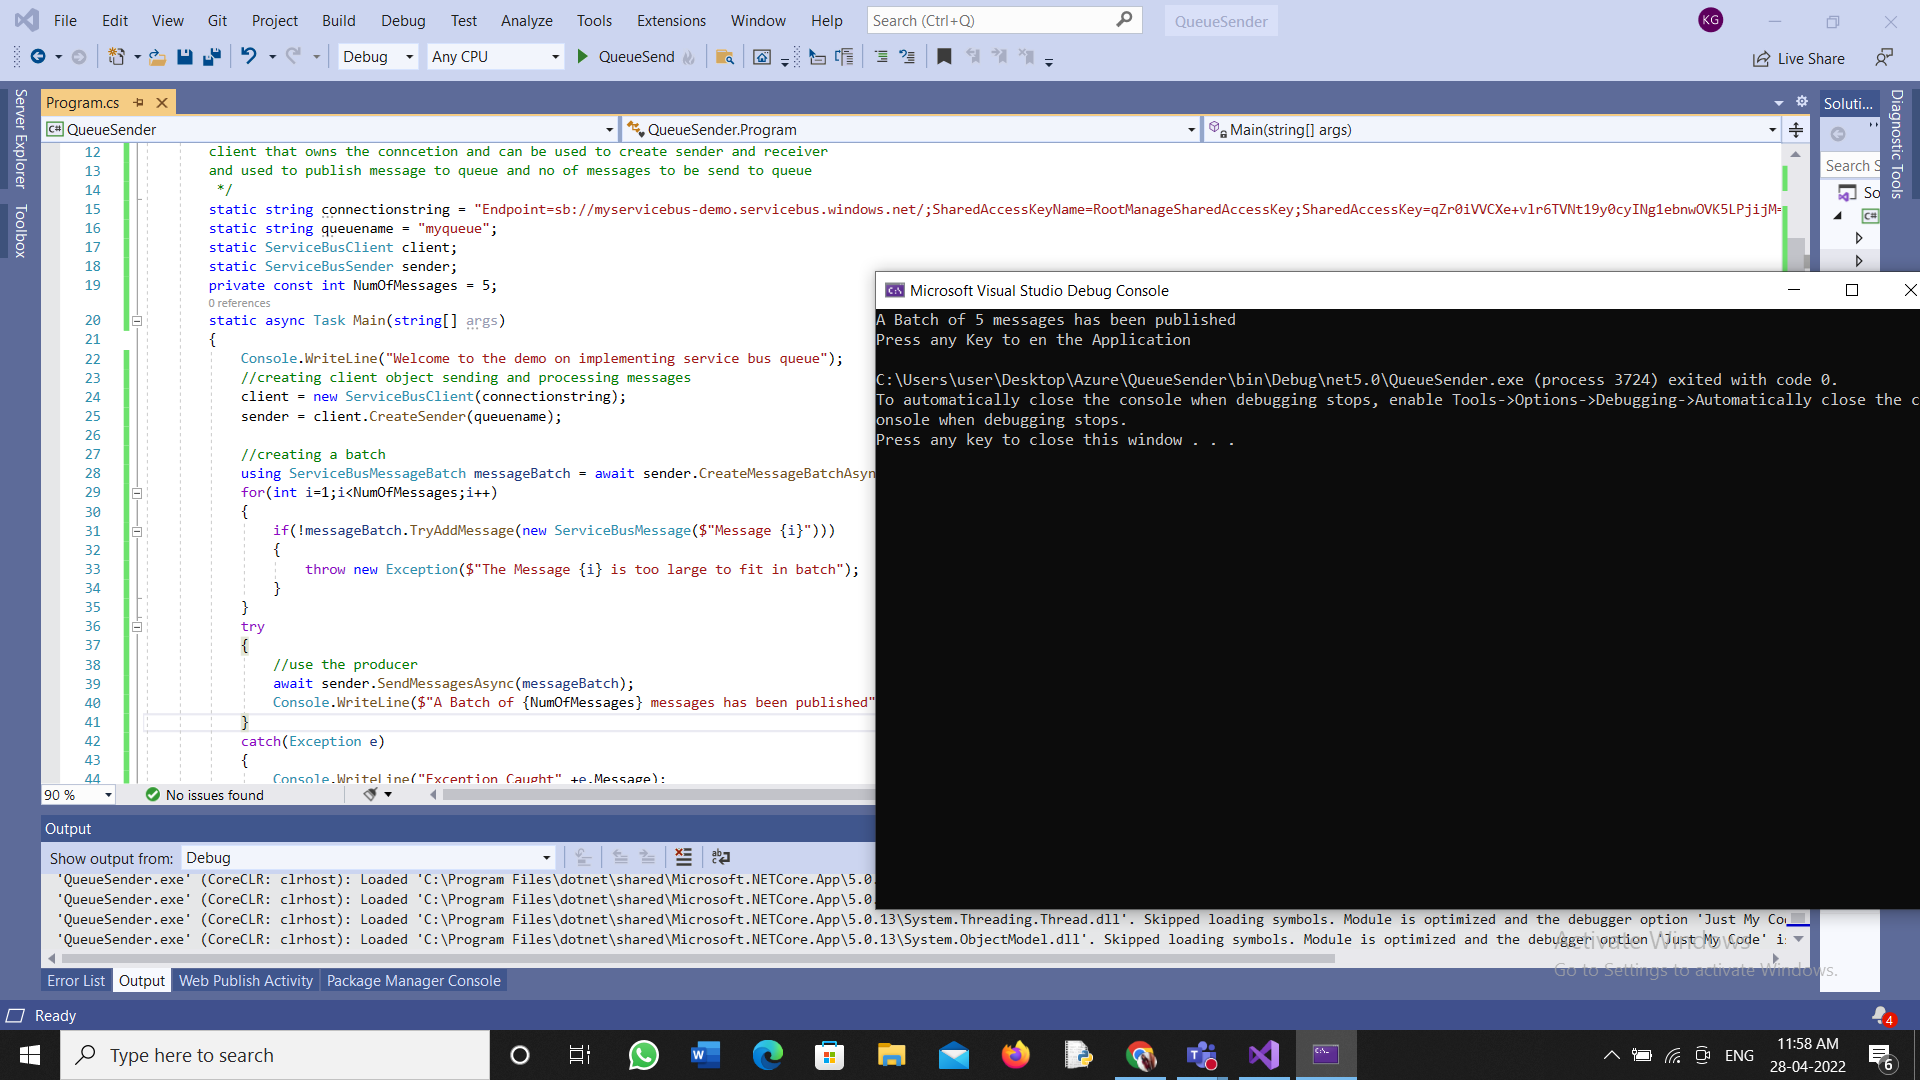 File Edit View Git Project Build Debug Test Analyze Tools Extensions Window Help Search (Ctrl+Q) QueueSender KG
Debug Any CPU QueueSend Live Share
Server Explorer
Toolbox
Program.cs
QueueSender QueueSender.Program Main(string[] args)
12 client that owns the conncetion and can be used to create sender and receiver
13 and used to publish message to queue and no of messages to be send to queue
14 */
15 static string connectionstring = "Endpoint=sb://myservicebus-demo.servicebus.windows.net/;SharedAccessKeyName=RootManageSharedAccessKey;SharedAccessKey=qZr0iVVCXe+vlr6TVNt19y0cyINg1ebnwOVK5LPjijM=
16 static string queuename = "myqueue";
17 static ServiceBusClient client;
18 static ServiceBusSender sender;
19 private const int NumOfMessages = 5;
0 references
20 static async Task Main(string[] args)
21 {
22 Console.WriteLine("Welcome to the demo on implementing service bus queue");
23 //creating client object sending and processing messages
24 client = new ServiceBusClient(connectionstring);
25 sender = client.CreateSender(queuename);
26
27 //creating a batch
28 using ServiceBusMessageBatch messageBatch = await sender.CreateMessageBatchAsyn
29 for(int i=1;i<NumOfMessages;i++)
30 {
31 if(!messageBatch.TryAddMessage(new ServiceBusMessage($"Message {i}")))
32 {
33 throw new Exception($"The Message {i} is too large to fit in batch");
34 }
35 }
36 try
37 {
38 //use the producer
39 await sender.SendMessagesAsync(messageBatch);
40 Console.WriteLine($"A Batch of {NumOfMessages} messages has been published"
41 }
42 catch(Exception e)
43 {
44 Console.WriteLine("Exception Caught" +e.Message);
90 % No issues found
Microsoft Visual Studio Debug Console
A Batch of 5 messages has been published
Press any Key to en the Application
C:\Users\user\Desktop\Azure\QueueSender\bin\Debug\net5.0\QueueSender.exe (process 3724) exited with code 0.
To automatically close the console when debugging stops, enable Tools->Options->Debugging->Automatically close the c
onsole when debugging stops.
Press any key to close this window . . .
Soluti...
Search S
So
Diagnostic Tools
Output
Show output from: Debug
'QueueSender.exe' (CoreCLR: clrhost): Loaded 'C:\Program Files\dotnet\shared\Microsoft.NETCore.App\5.0.
'QueueSender.exe' (CoreCLR: clrhost): Loaded 'C:\Program Files\dotnet\shared\Microsoft.NETCore.App\5.0.
'QueueSender.exe' (CoreCLR: clrhost): Loaded 'C:\Program Files\dotnet\shared\Microsoft.NETCore.App\5.0.13\System.Threading.Thread.dll'. Skipped loading symbols. Module is optimized and the debugger option 'Just My Co
'QueueSender.exe' (CoreCLR: clrhost): Loaded 'C:\Program Files\dotnet\shared\Microsoft.NETCore.App\5.0.13\System.ObjectModel.dll'. Skipped loading symbols. Module is optimized and the debugger option 'Just My Code' i
Activate Windows
Go to Settings to activate Windows.
Error List Output Web Publish Activity Package Manager Console
Ready 4
Type here to search
ENG 11:58 AM
28-04-2022 6